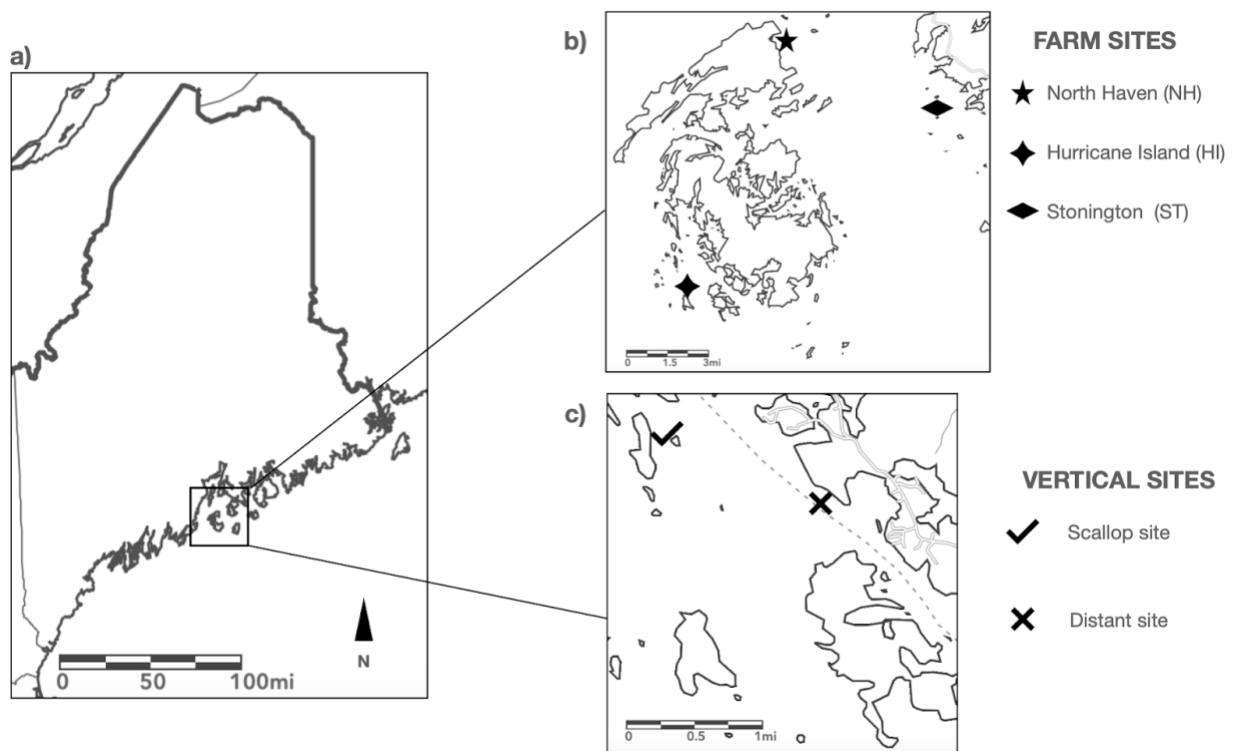 a)
N
0 50 100mi
b)
0 1.5 3mi
FARM SITES
North Haven (NH)
Hurricane Island (HI)
Stonington (ST)
c)
0 0.5 1mi
VERTICAL SITES
Scallop site
Distant site